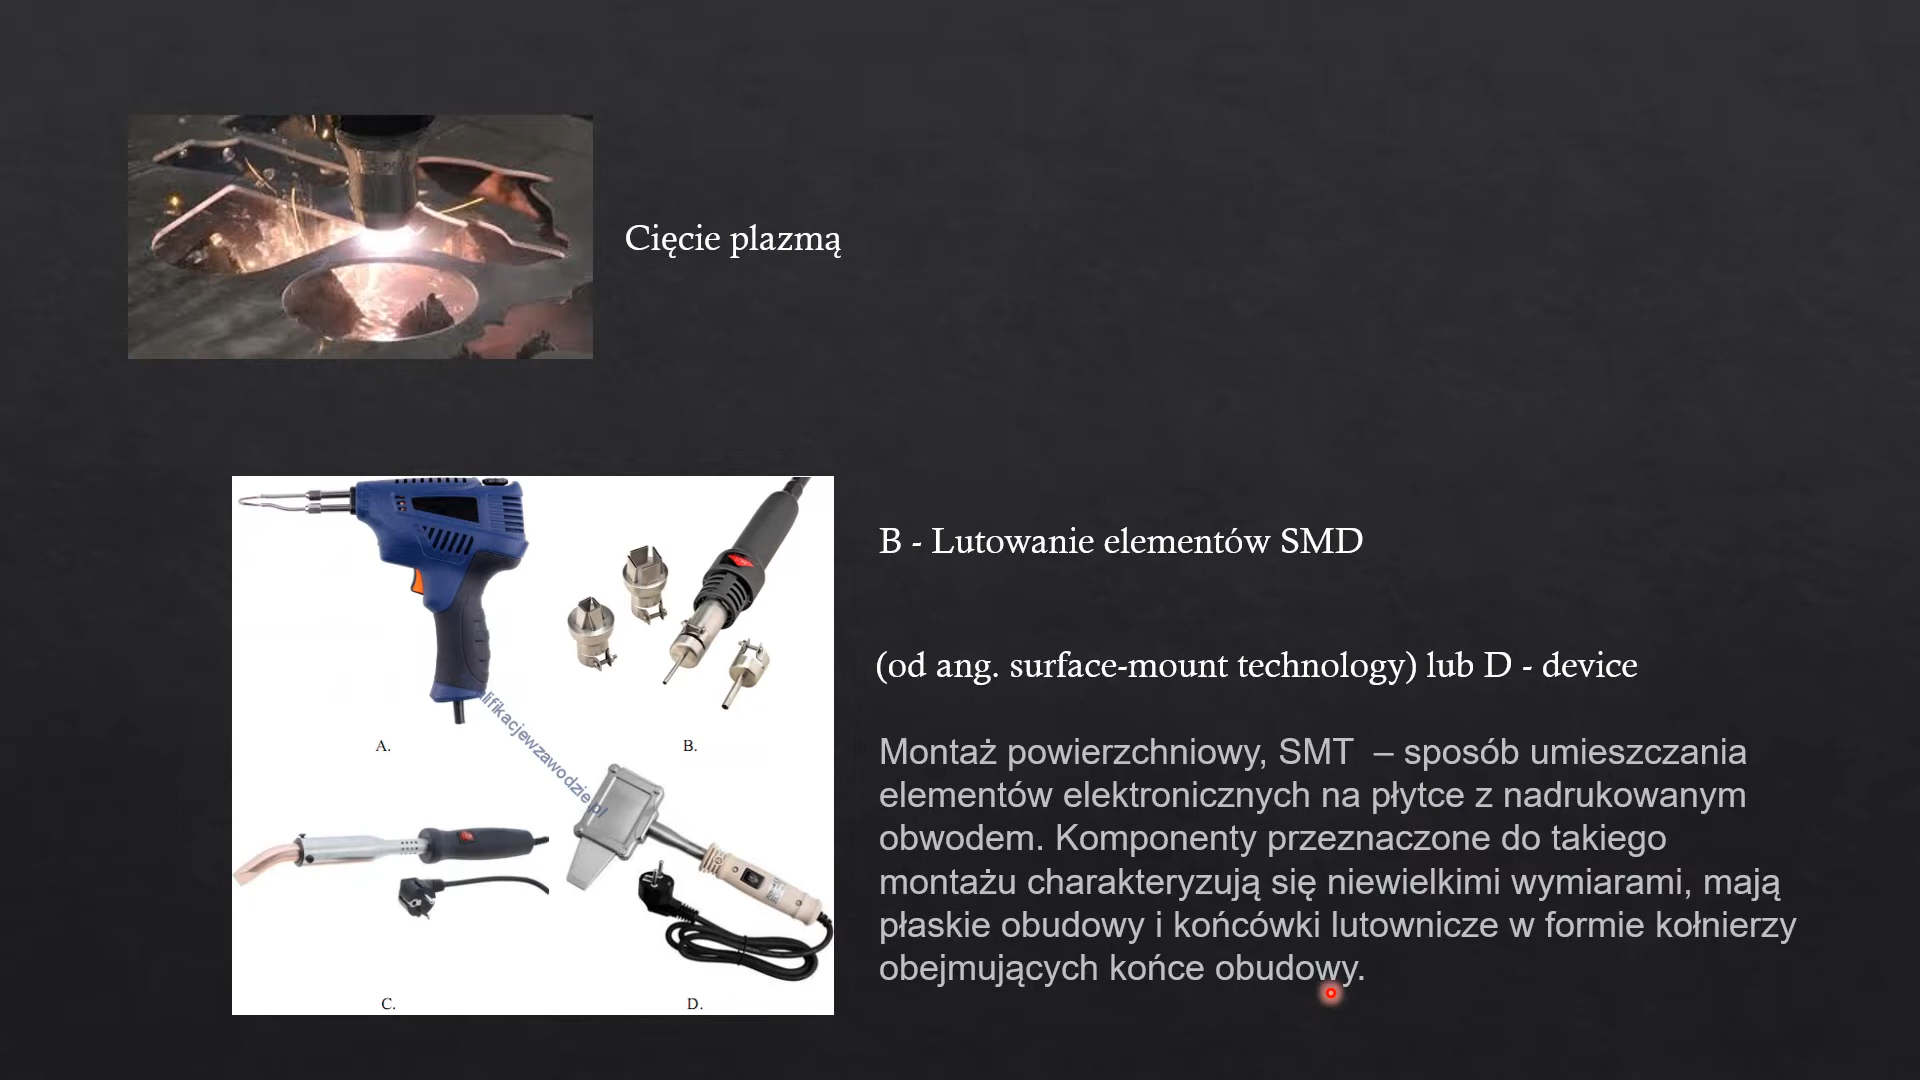 Cięcie plazmą
B - Lutowanie elementów SMD
(od ang. surface-mount technology) lub D - device
Montaż powierzchniowy, SMT – sposób umieszczania
elementów elektronicznych na płytce z nadrukowanym
obwodem. Komponenty przeznaczone do takiego
montażu charakteryzują się niewielkimi wymiarami, mają
płaskie obudowy i końcówki lutownicze w formie kołnierzy
obejmujących końce obudowy.
A.
B.
lifikacjewzawodzie.pl
C.
D.